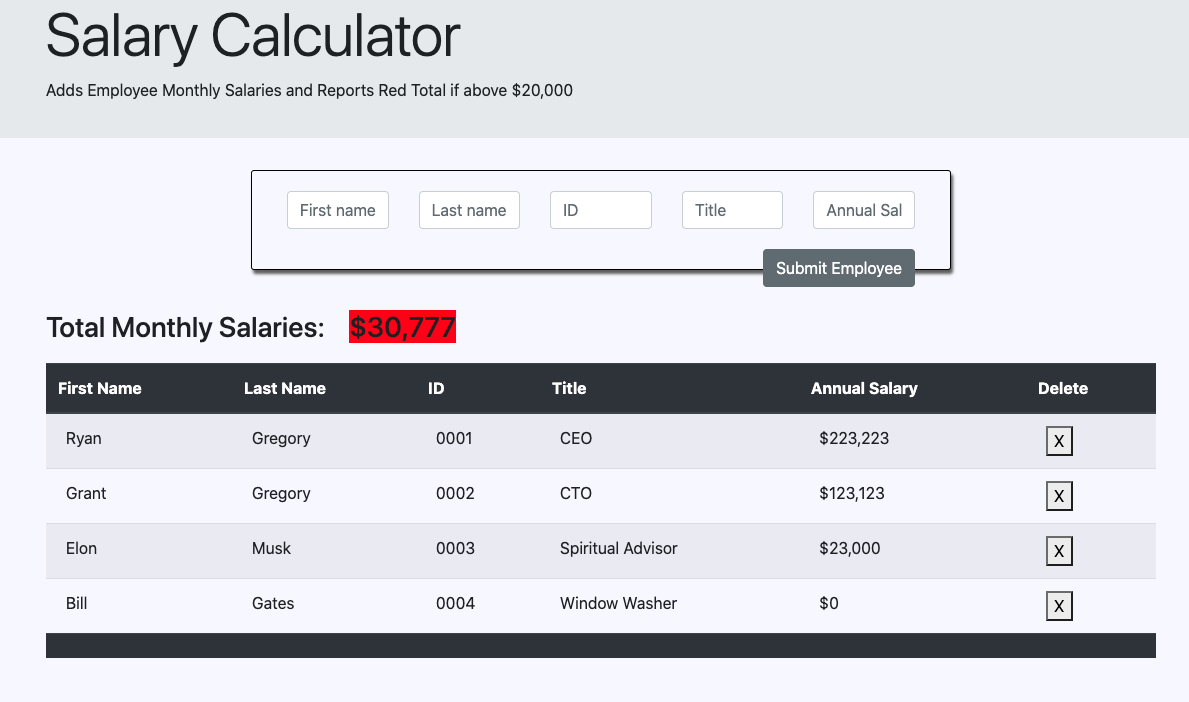 Salary Calculator
Adds Employee Monthly Salaries and Reports Red Total if above $20,000
First name Last name ID Title Annual Sal
Submit Employee
Total Monthly Salaries: $30,777
First Name Last Name ID Title Annual Salary Delete
Ryan Gregory 0001 CEO $223,223 X
Grant Gregory 0002 CTO $123,123 X
Elon Musk 0003 Spiritual Advisor $23,000 X
Bill Gates 0004 Window Washer $0 X